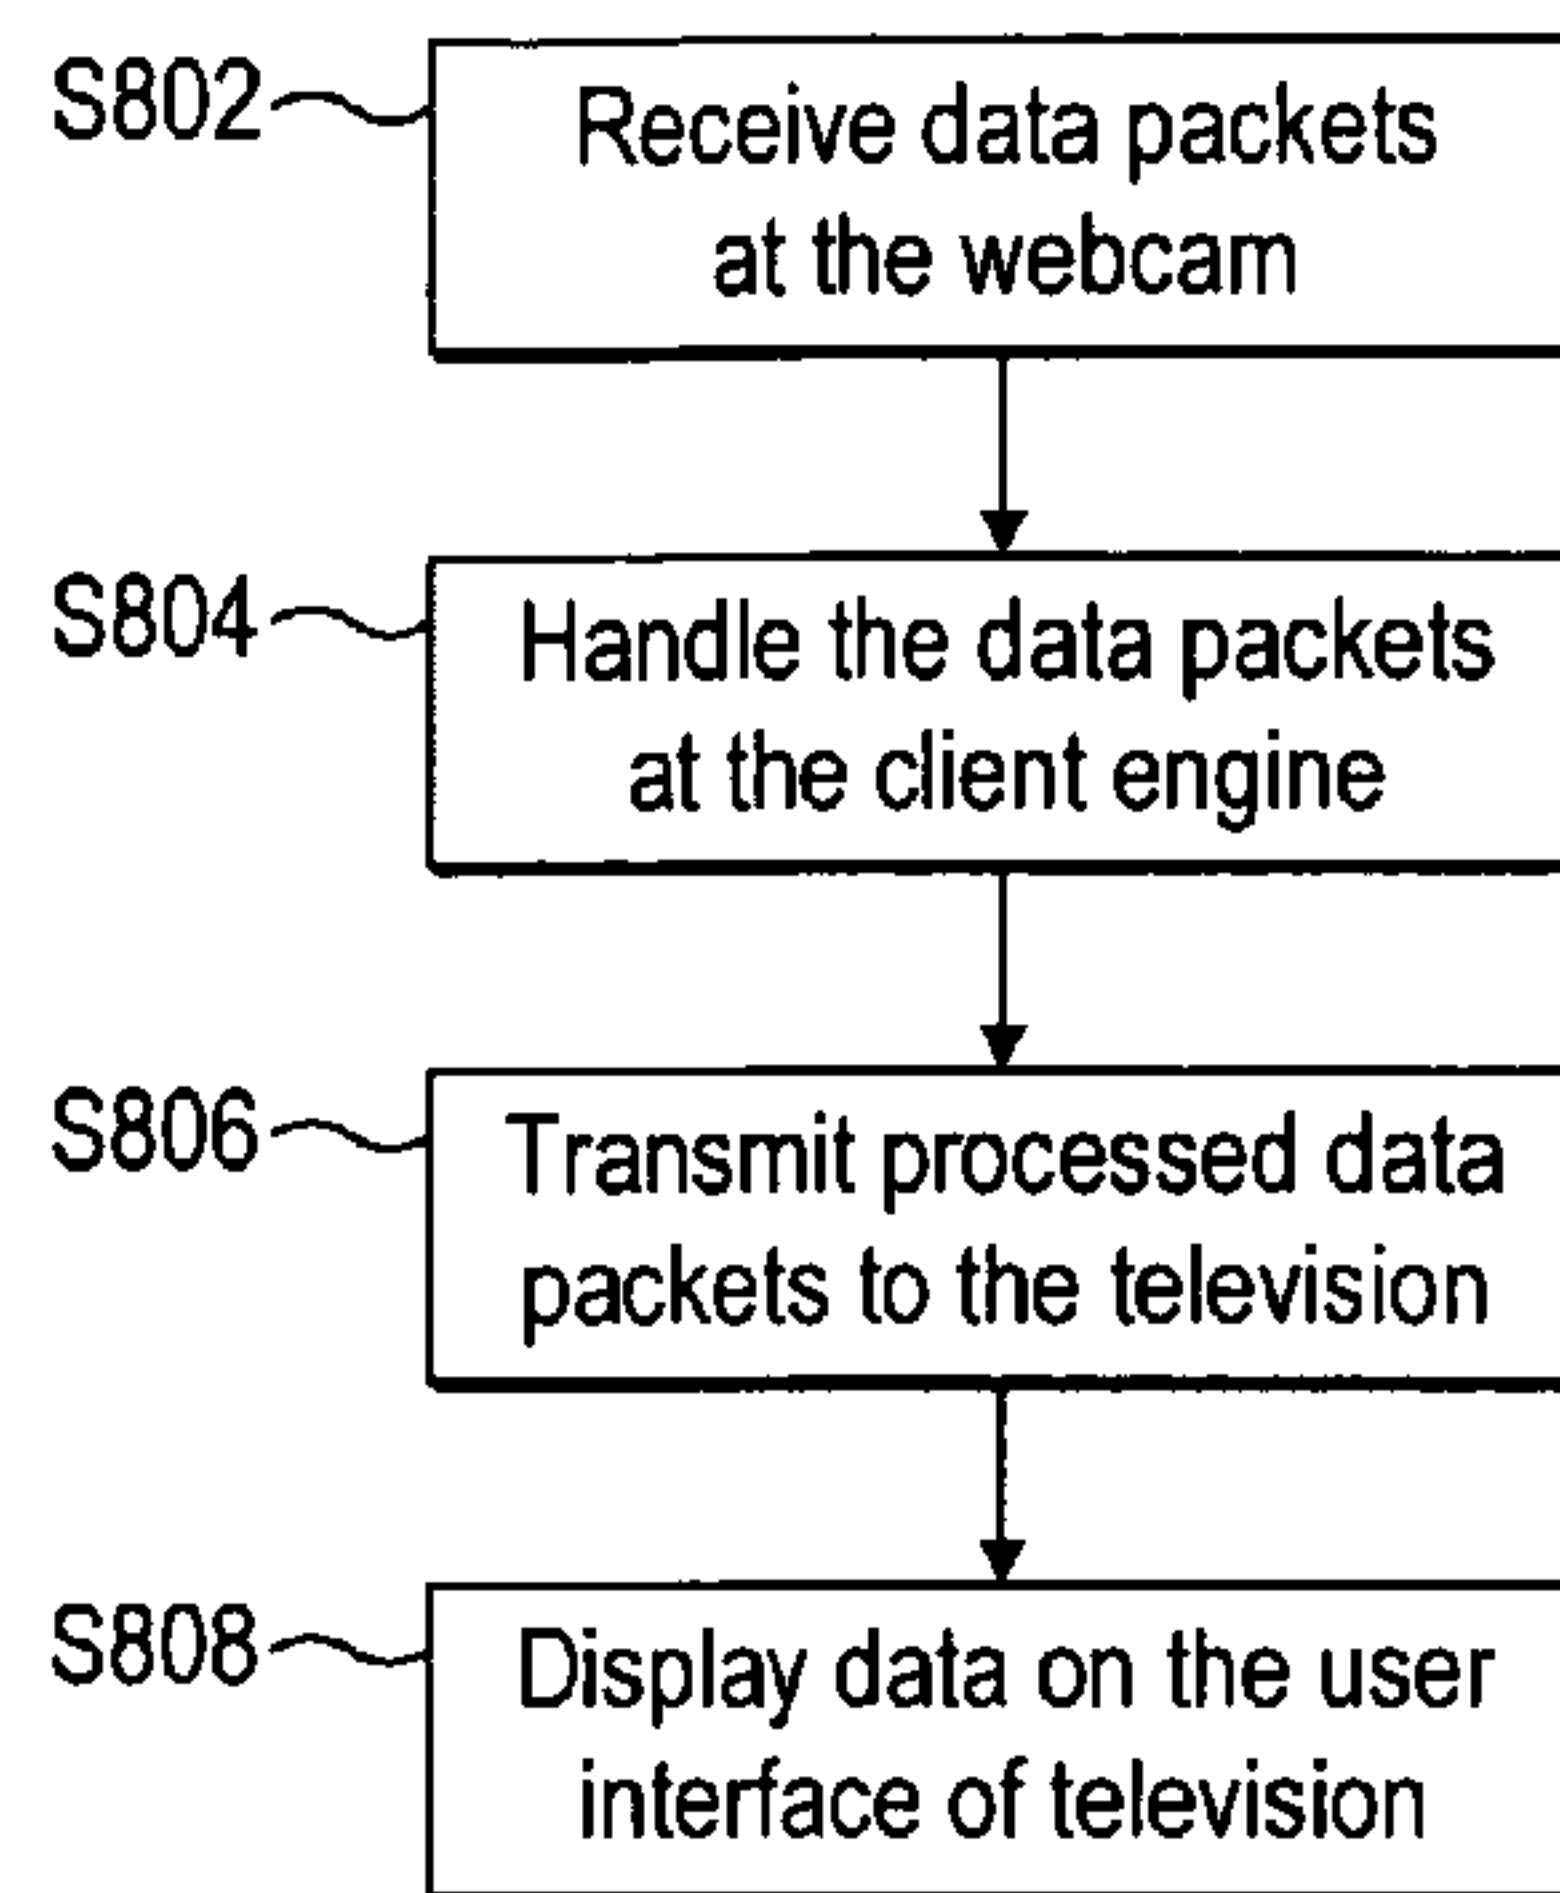 S802
Receive data packets
at the webcam
S804
Handle the data packets
at the client engine
S806
Transmit processed data
packets to the television
S808
Display data on the user
interface of television